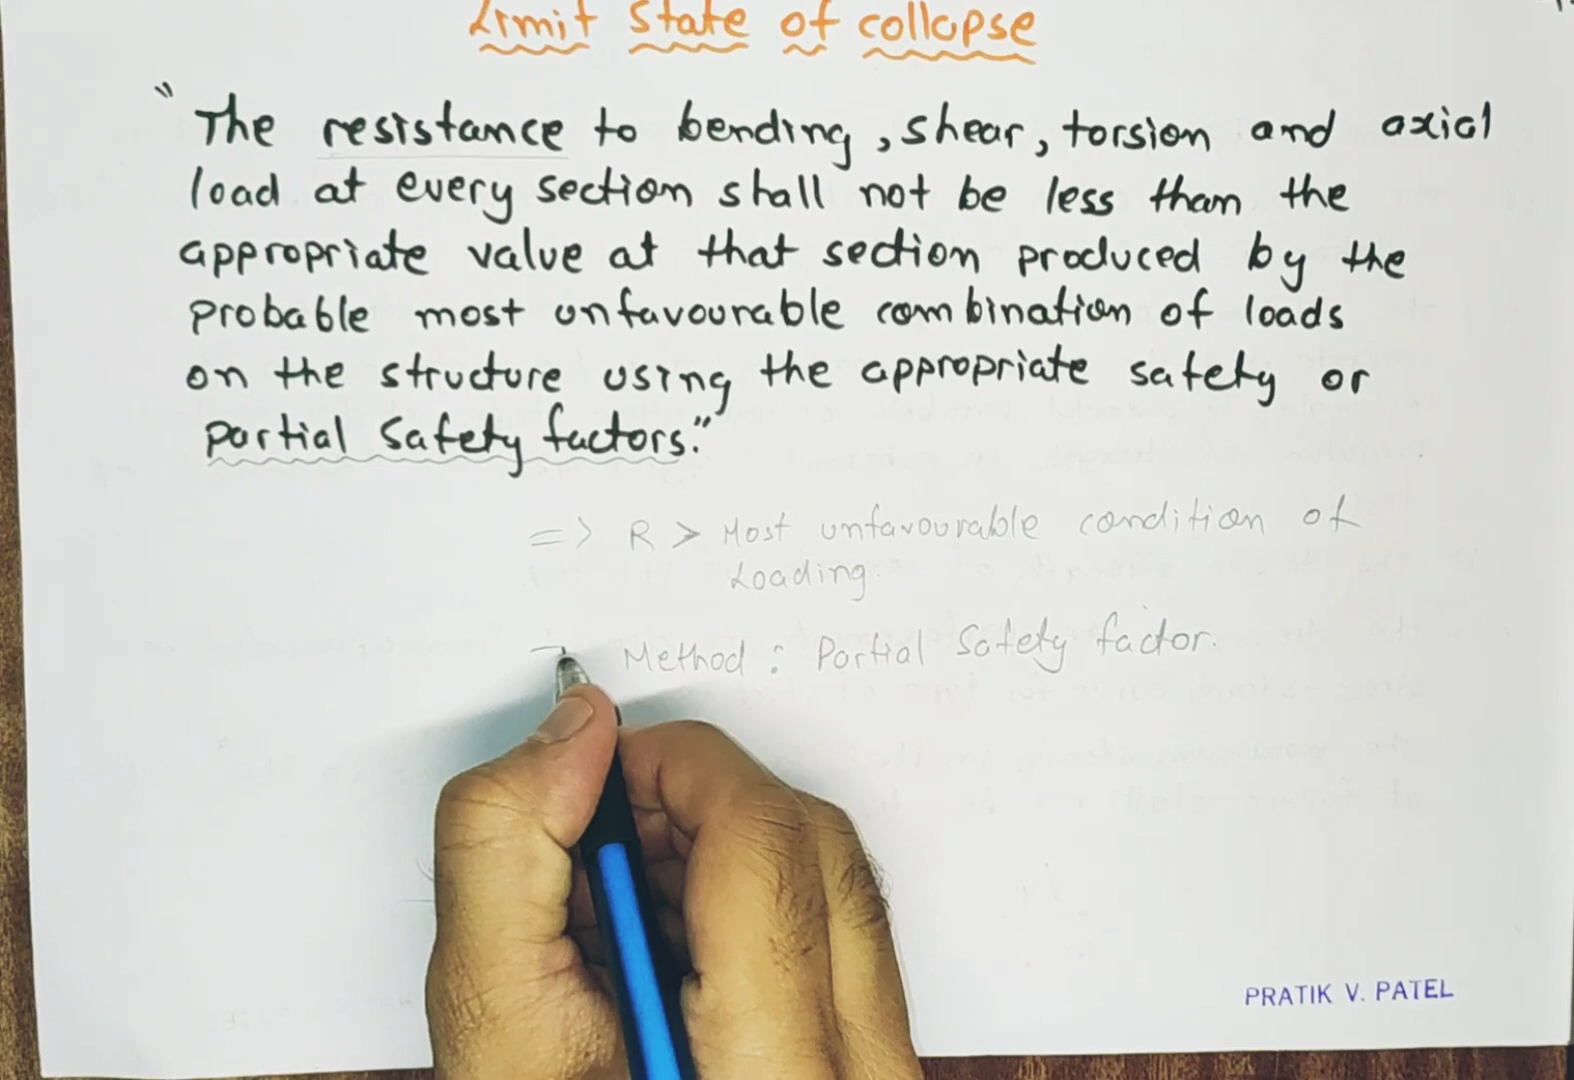 Limit State of collapse
"The resistance to bending, shear, torsion and axial
load at every section shall not be less than the
appropriate value at that section produced by the
probable most unfavourable combination of loads
on the structure using the appropriate safety or
partial safety factors."
=> R > Most unfavourable condition of
Loading.
Method : Partial Safety factor.
PRATIK V. PATEL